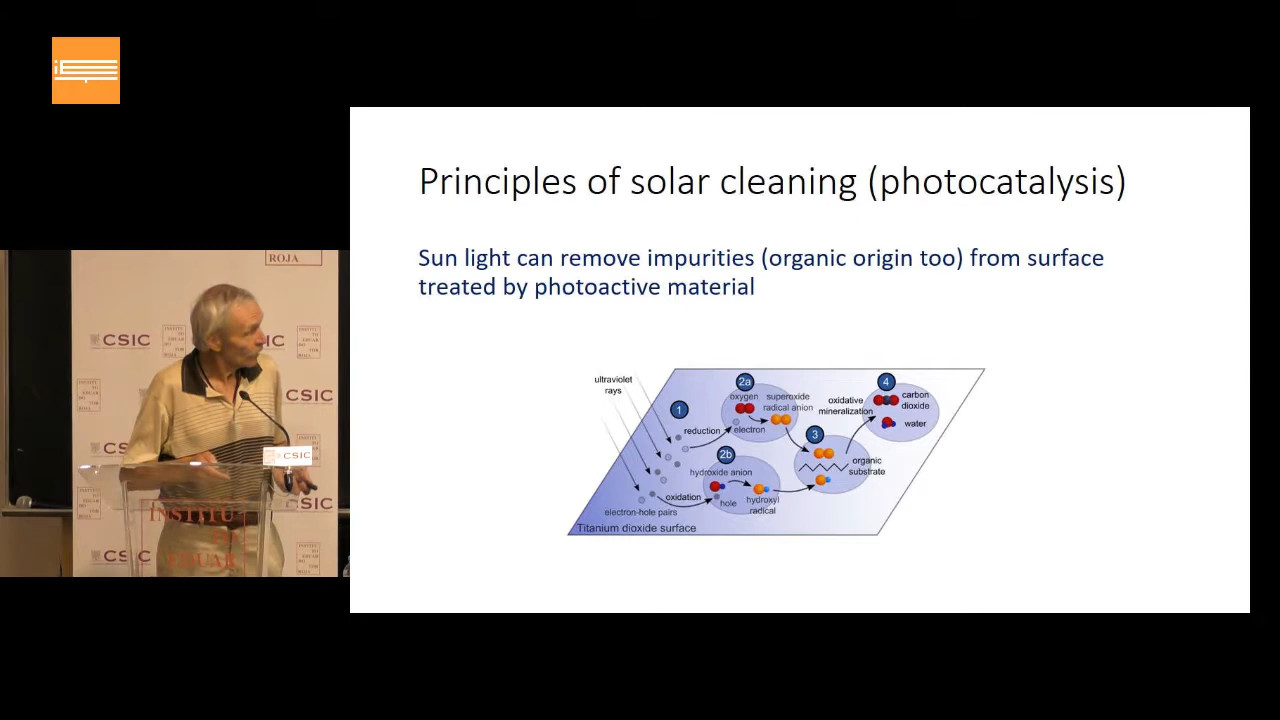 Principles of solar cleaning (photocatalysis)
Sun light can remove impurities (organic origin too) from surface
treated by photoactive material
ultraviolet
rays
1
reduction
2a
oxygen
electron
superoxide
radical anion
2b
hydroxide anion
oxidation
hole
hydroxyl
radical
electron-hole pairs
Titanium dioxide surface
3
organic
substrate
oxidative
mineralization
4
carbon
dioxide
water
ROJA
CSIC
CSIC
CSIC
CSIC
CSIC
INSTITU
TO
EDUAR